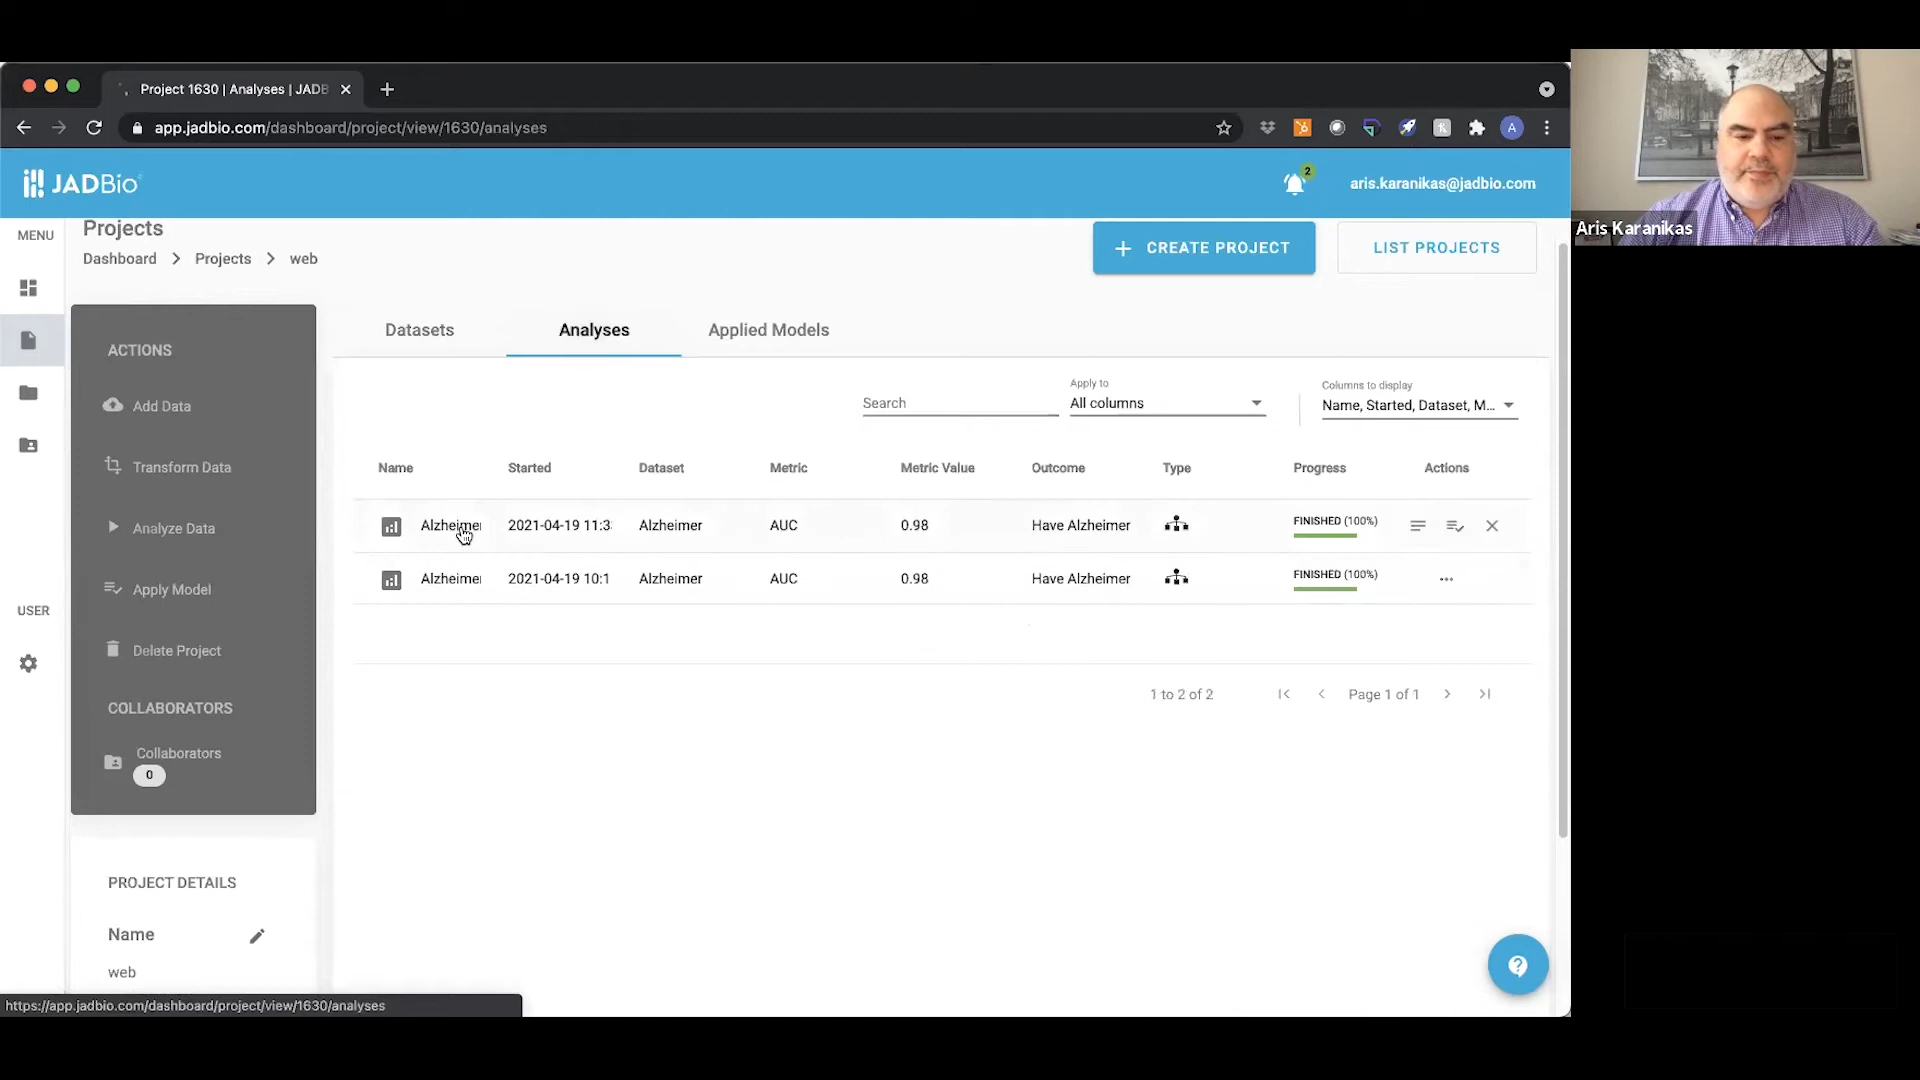 Project 1630 | Analyses | JADB
app.jadbio.com/dashboard/project/view/1630/analyses
A
JADBio
2
aris.karanikas@jadbio.com
Aris Karanikas
MENU
Projects
Dashboard > Projects > web
+ CREATE PROJECT
LIST PROJECTS
ACTIONS
Add Data
Transform Data
Analyze Data
Apply Model
Delete Project
COLLABORATORS
Collaborators
0
USER
PROJECT DETAILS
Name
web
Datasets Analyses Applied Models
Search
Apply to
All columns
Columns to display
Name, Started, Dataset, M...
Name Started Dataset Metric Metric Value Outcome Type Progress Actions
Alzheimer 2021-04-19 11:3 Alzheimer AUC 0.98 Have Alzheimer FINISHED (100%)
Alzheimer 2021-04-19 10:1 Alzheimer AUC 0.98 Have Alzheimer FINISHED (100%) ...
1 to 2 of 2 Page 1 of 1
https://app.jadbio.com/dashboard/project/view/1630/analyses